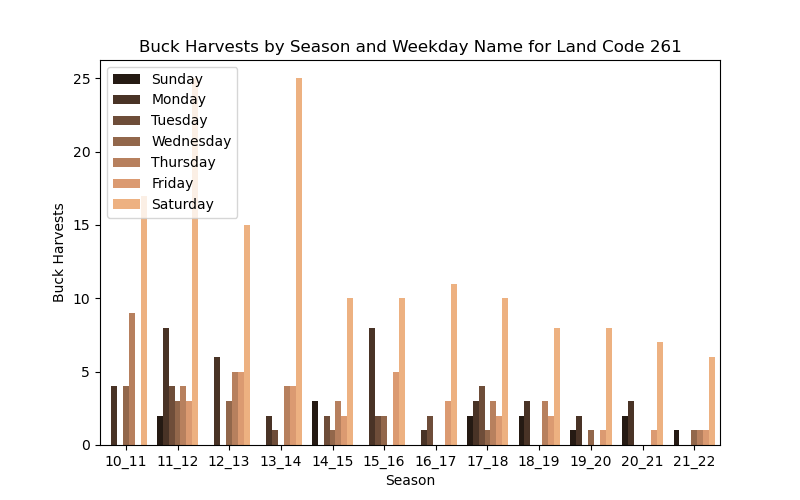 Buck Harvests by Season and Weekday Name for Land Code 261
25
20
15
10
5
0
Buck Harvests
Sunday
Monday
Tuesday
Wednesday
Thursday
Friday
Saturday
10_11 11_12 12_13 13_14 14_15 15_16 16_17 17_18 18_19 19_20 20_21 21_22
Season